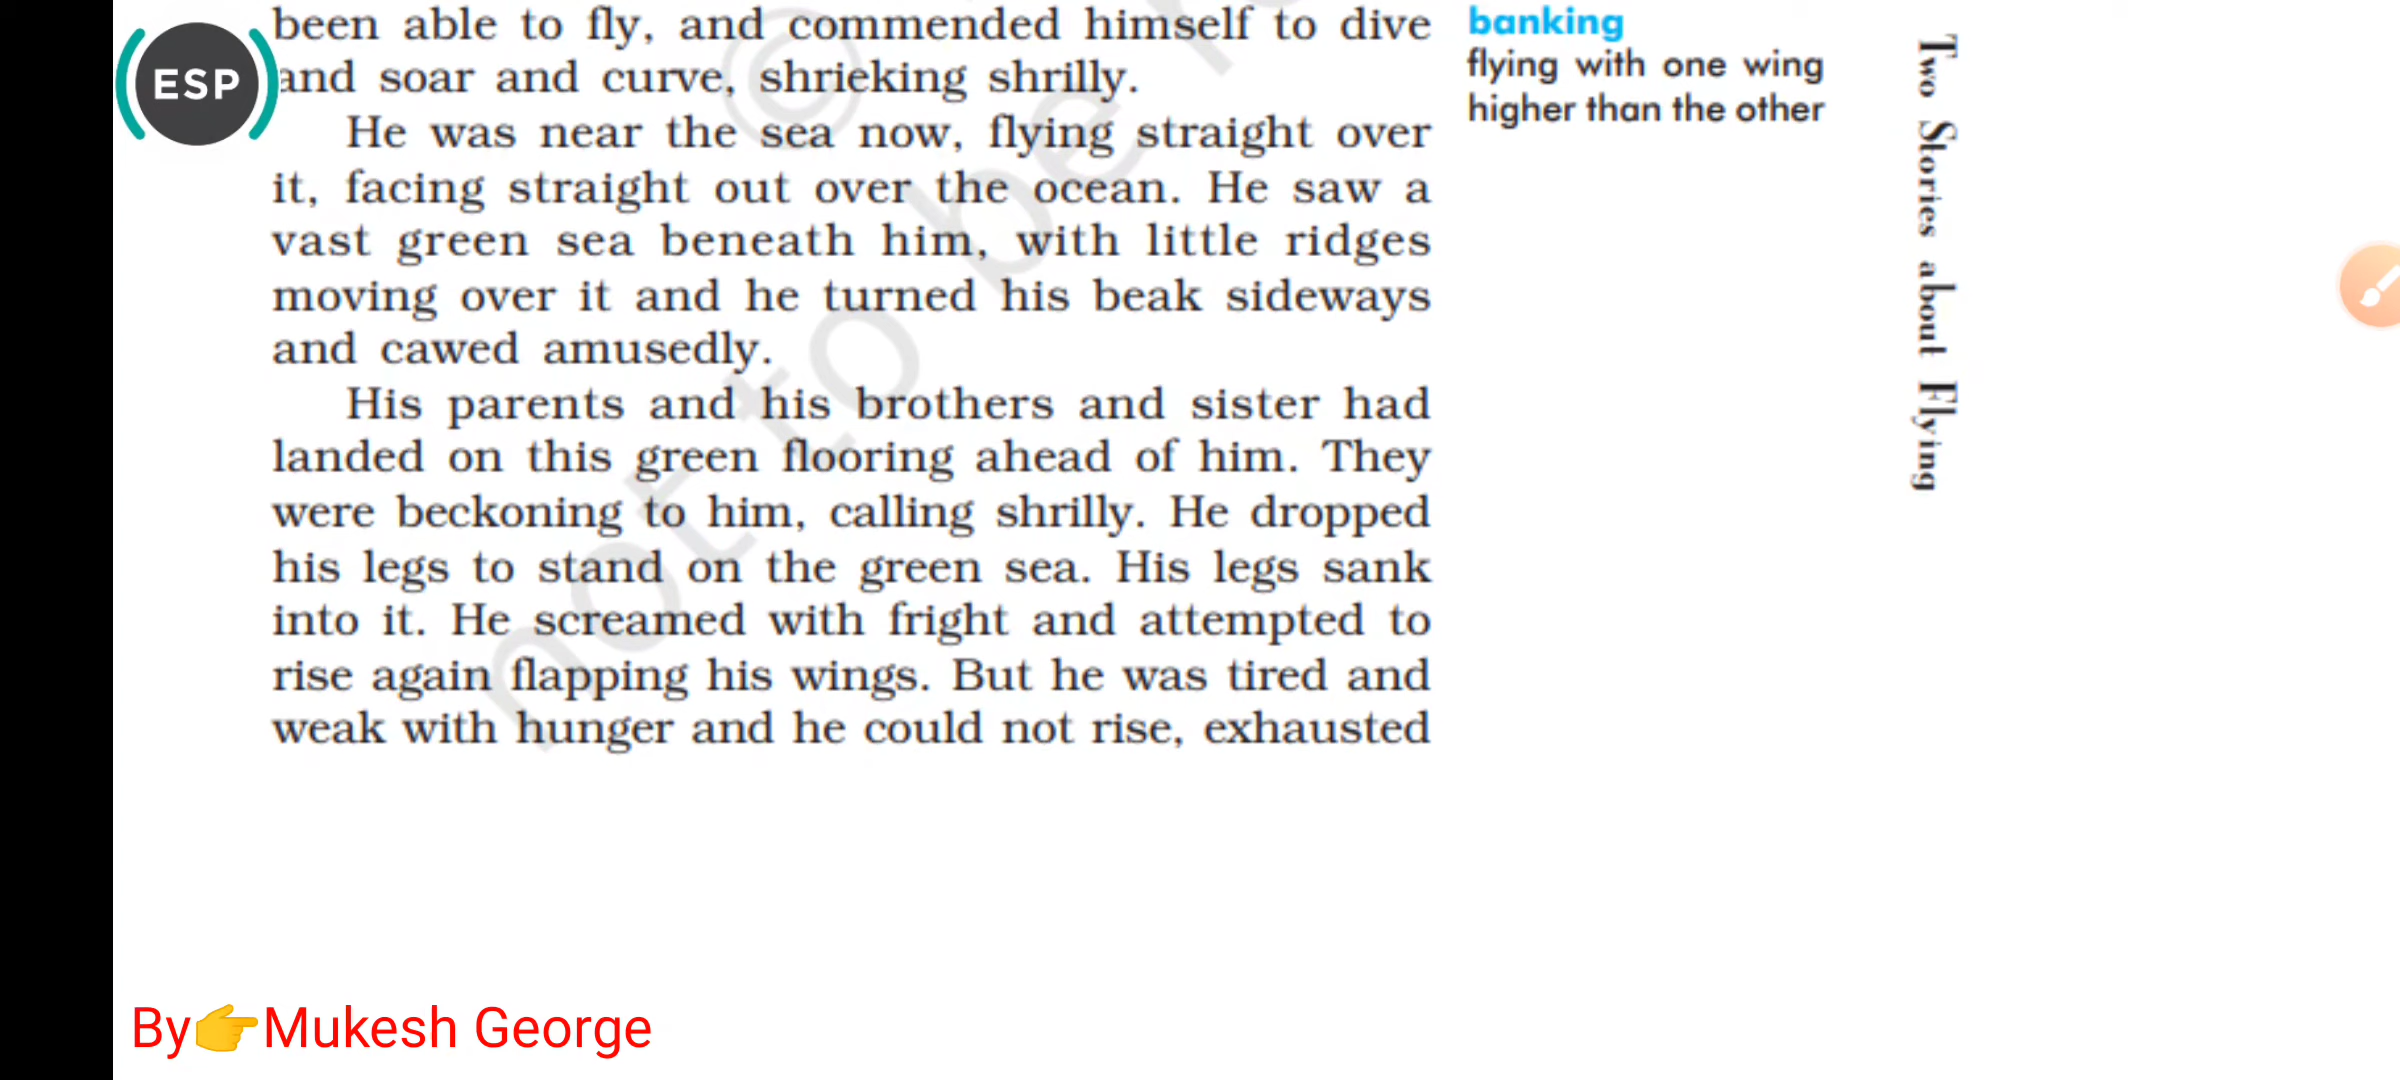 been able to fly, and commended himself to dive
and soar and curve, shrieking shrilly.
He was near the sea now, flying straight over
it, facing straight out over the ocean. He saw a
vast green sea beneath him, with little ridges
moving over it and he turned his beak sideways
and cawed amusedly.
His parents and his brothers and sister had
landed on this green flooring ahead of him. They
were beckoning to him, calling shrilly. He dropped
his legs to stand on the green sea. His legs sank
into it. He screamed with fright and attempted to
rise again flapping his wings. But he was tired and
weak with hunger and he could not rise, exhausted
banking
flying with one wing
higher than the other
Two Stories about Flying
ESP
© not to be r
By👉Mukesh George